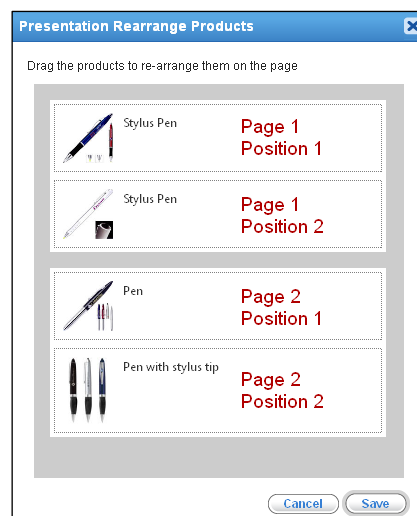 Presentation Rearrange Products
Drag the products to re-arrange them on the page
Stylus Pen
Page 1
Position 1
Stylus Pen
Page 1
Position 2
Pen
Page 2
Position 1
Pen with stylus tip
Page 2
Position 2
Cancel
Save